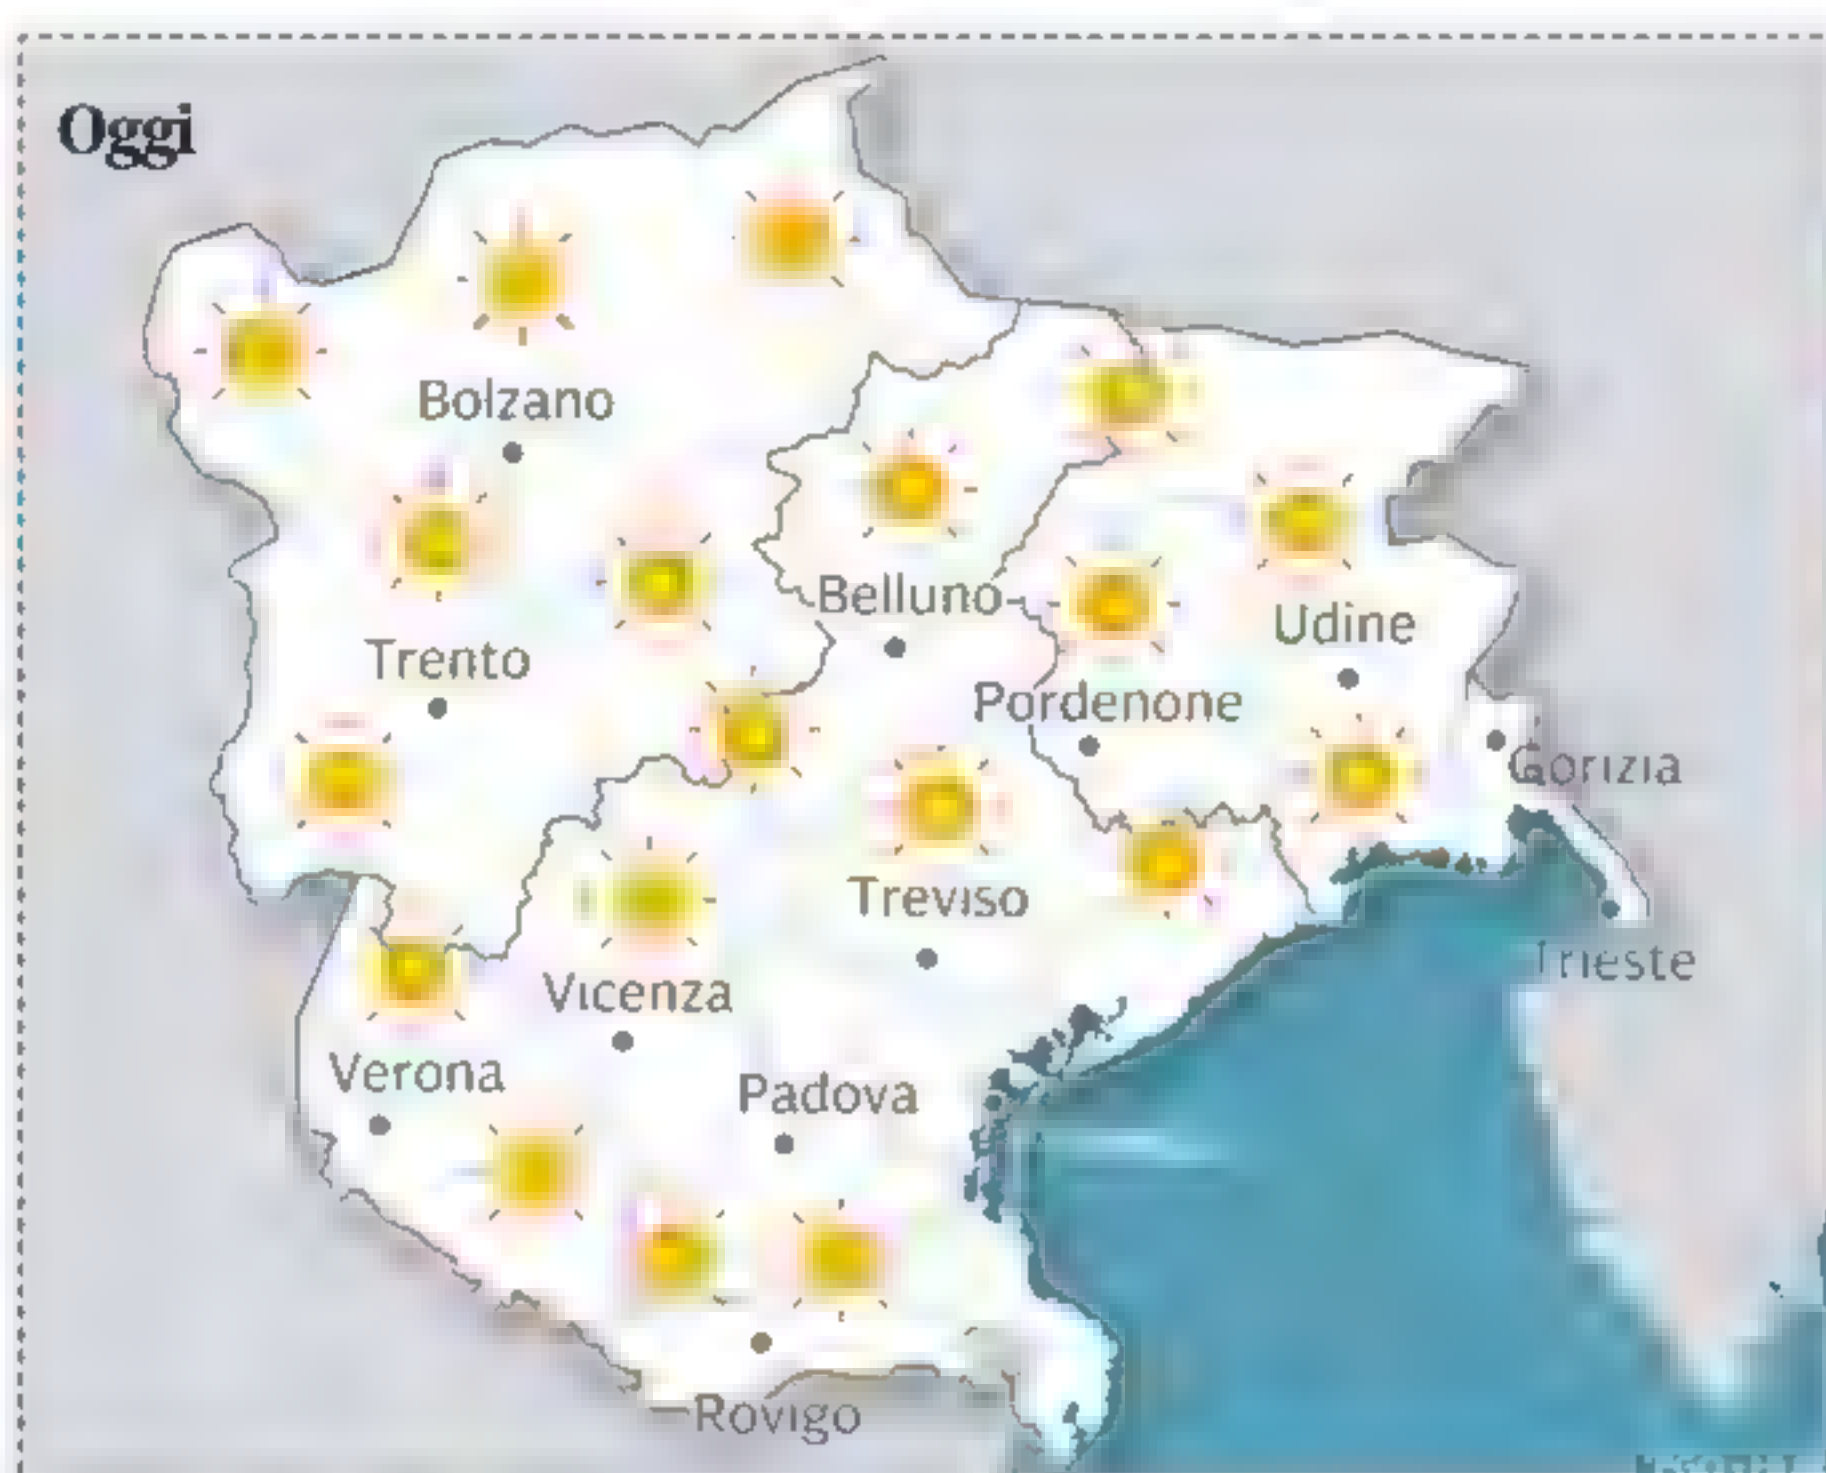 Oggi
Bolzano
Belluno
Trento
Udine
Pordenone
Gorizia
Treviso
Trieste
Vicenza
Verona
Padova
Rovigo